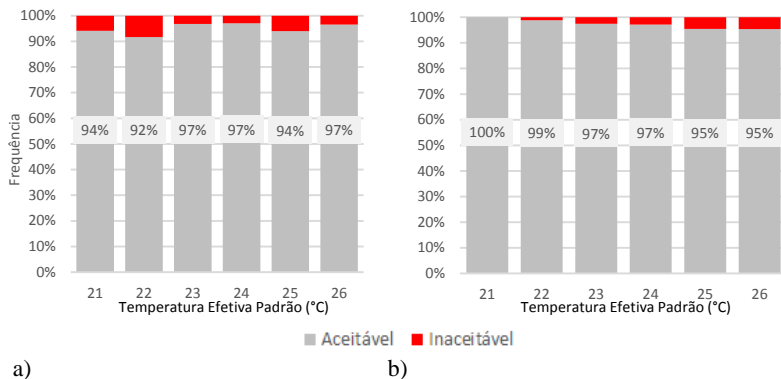 100%
90%
80%
70%
60%
50%
40%
30%
20%
10%
0%
Frequência
94% 92% 97% 97% 94% 97%
21 22 23 24 25 26
Temperatura Efetiva Padrão (°C)
100%
90%
80%
70%
60%
50%
40%
30%
20%
10%
0%
100% 99% 97% 97% 95% 95%
21 22 23 24 25 26
Temperatura Efetiva Padrão (°C)
Aceitável Inaceitável
a) b)